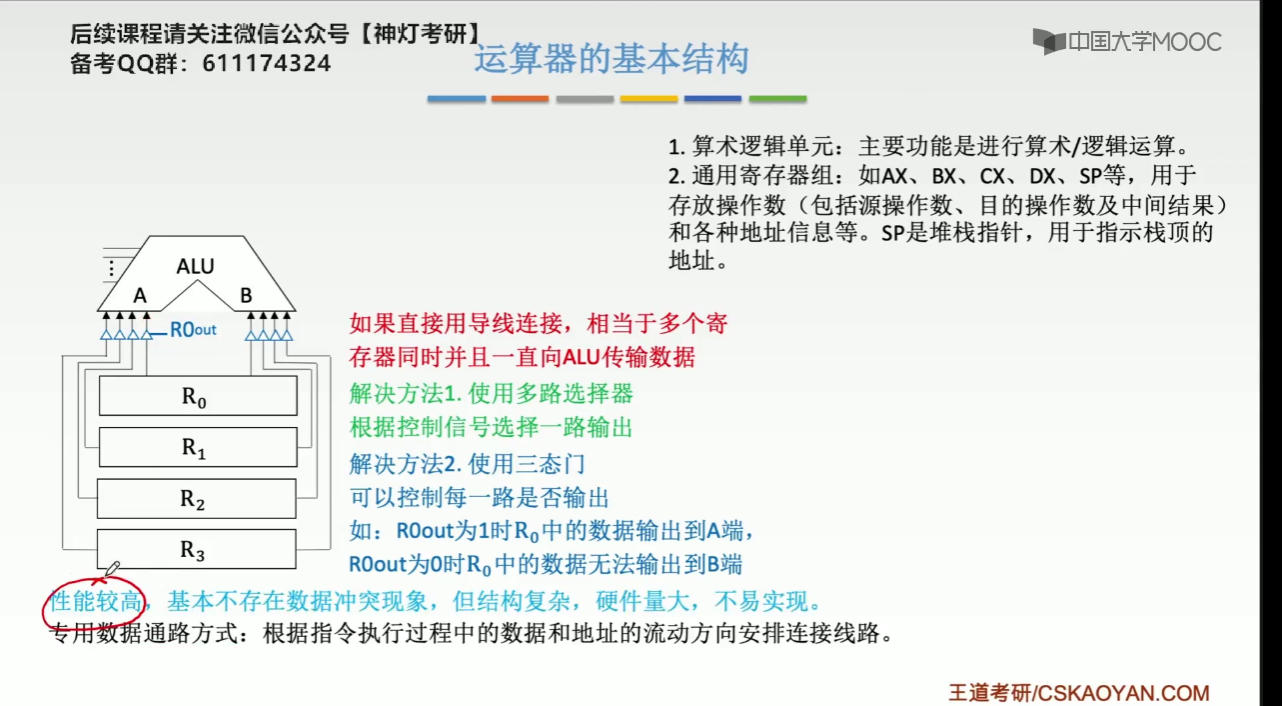 后续课程请关注微信公众号【神灯考研】
备考QQ群：611174324
运算器的基本结构
中国大学MOOC
1. 算术逻辑单元：主要功能是进行算术/逻辑运算。
2. 通用寄存器组：如AX、BX、CX、DX、SP等，用于
存放操作数（包括源操作数、目的操作数及中间结果）
和各种地址信息等。SP是堆栈指针，用于指示栈顶的
地址。
ALU
A B
R0out
R0
R1
R2
R3
如果直接用导线连接，相当于多个寄
存器同时并且一直向ALU传输数据
解决方法1. 使用多路选择器
根据控制信号选择一路输出
解决方法2. 使用三态门
可以控制每一路是否输出
如：R0out为1时R0中的数据输出到A端，
R0out为0时R0中的数据无法输出到B端
性能较高，基本不存在数据冲突现象，但结构复杂，硬件量大，不易实现。
专用数据通路方式：根据指令执行过程中的数据和地址的流动方向安排连接线路。
王道考研/CSKAOYAN.COM